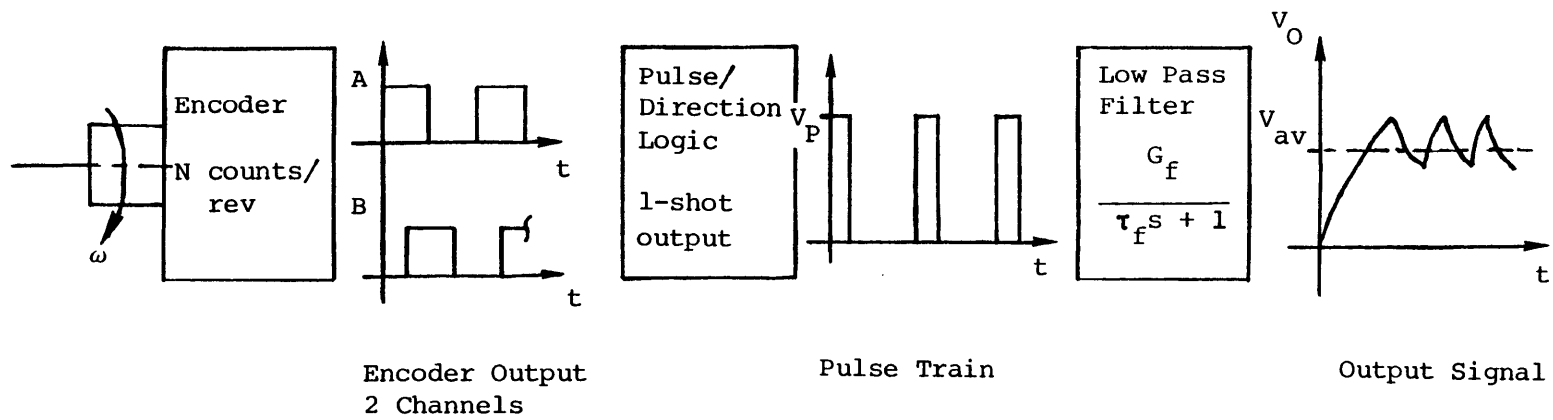 Encoder
N counts/
rev
ω
A
t
B
t
Encoder Output
2 Channels
Pulse/
Direction
Logic
1-shot
output
V_P
t
Pulse Train
Low Pass
Filter
G_f
τ_f s + 1
V_O
V_av
t
Output Signal